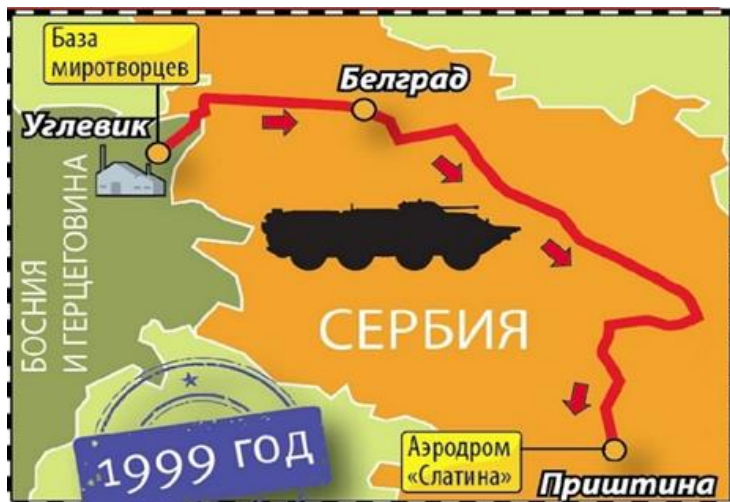 База
миротворцев
Углевик
Белград
БОСНИЯ
И ГЕРЦЕГОВИНА
СЕРБИЯ
1999 ГОД
Аэродром
«Слатина»
Приштина